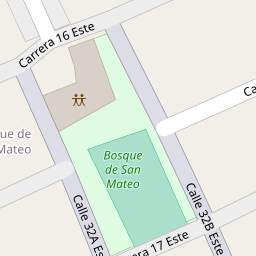 Carrera 16 Este
Ca
que de
Mateo
Bosque
de San
Mateo
Calle 32A Es
Calle 32B Este
rera 17 Este